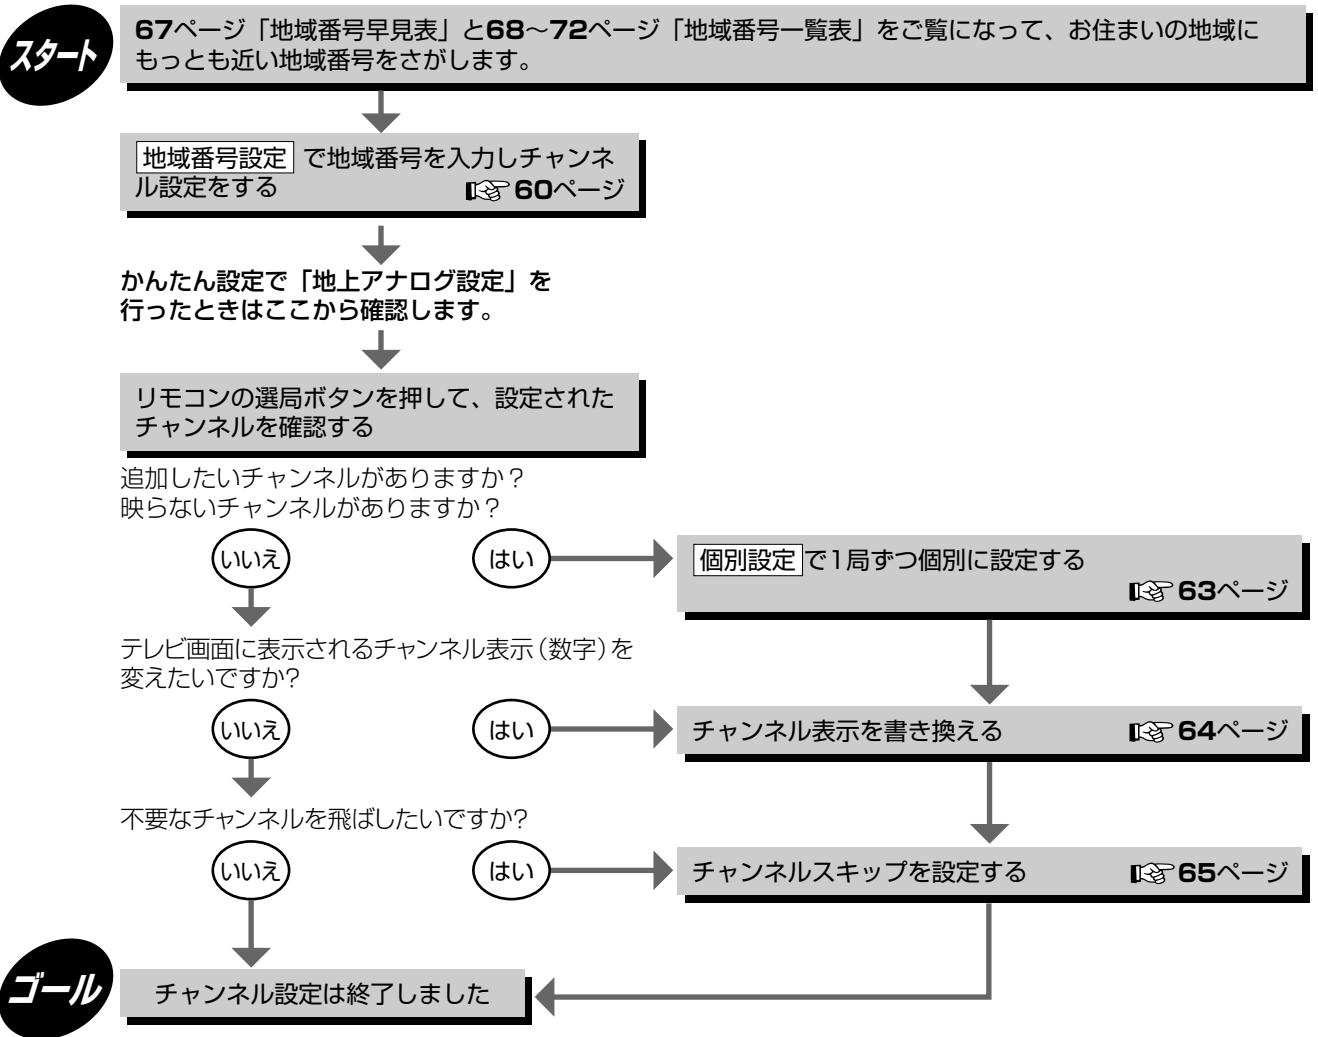 スタート
67ページ「地域番号早見表」と68〜72ページ「地域番号一覧表」をご覧になって、お住まいの地域に
もっとも近い地域番号をさがします。
地域番号設定 で地域番号を入力しチャンネ
ル設定をする 60ページ
かんたん設定で「地上アナログ設定」を
行ったときはここから確認します。
リモコンの選局ボタンを押して、設定された
チャンネルを確認する
追加したいチャンネルがありますか？
映らないチャンネルがありますか？
いいえ はい
個別設定 で1局ずつ個別に設定する
63ページ
テレビ画面に表示されるチャンネル表示(数字)を
変えたいですか?
いいえ はい チャンネル表示を書き換える 64ページ
不要なチャンネルを飛ばしたいですか?
いいえ はい チャンネルスキップを設定する 65ページ
ゴール チャンネル設定は終了しました